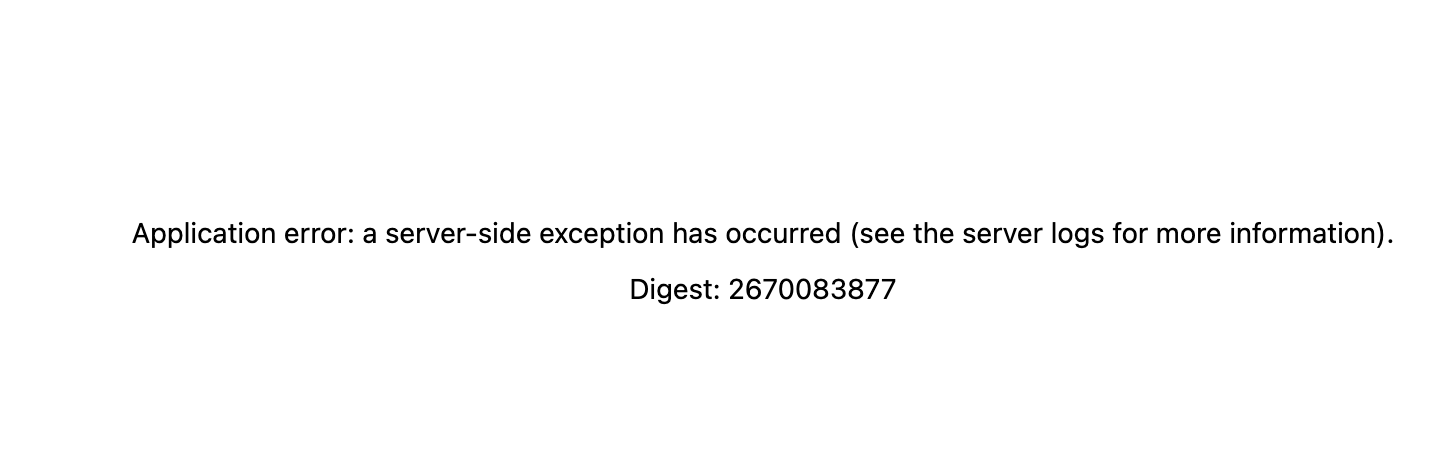 Application error: a server-side exception has occurred (see the server logs for more information).
Digest: 2670083877